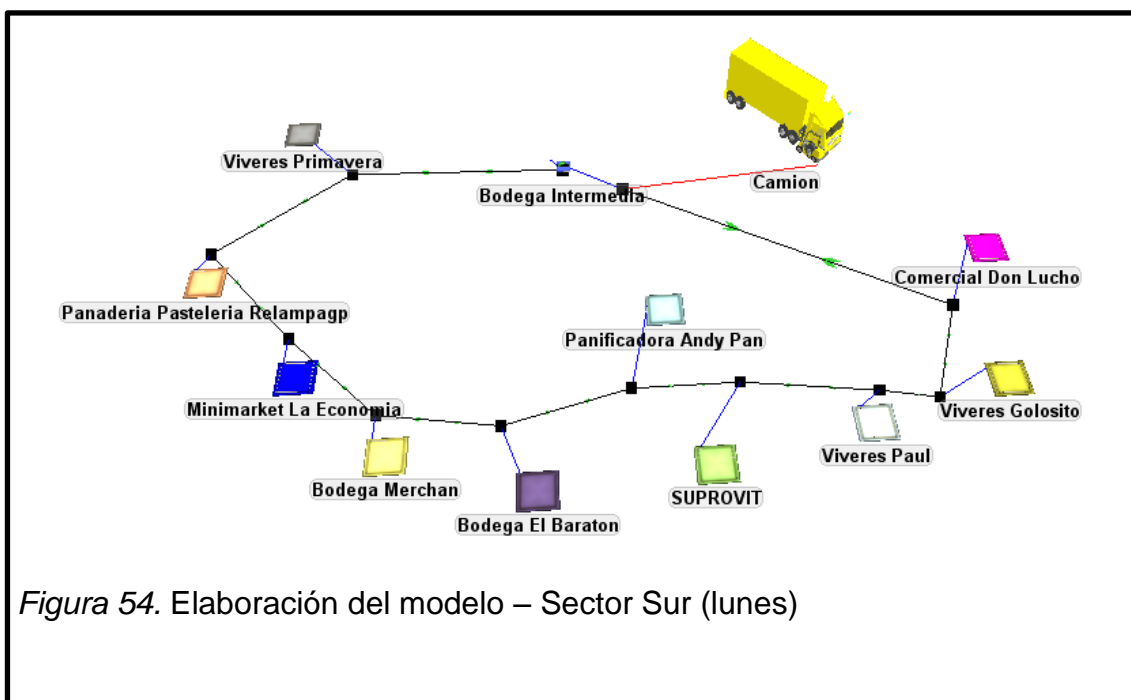 Viveres Primavera
Bodega Intermedia
Camion
Comercial Don Lucho
Panaderia Pasteleria Relampagp
Panificadora Andy Pan
Minimarket La Economia
Viveres Golosito
Viveres Paul
Bodega Merchan
SUPROVIT
Bodega El Baraton
Figura 54. Elaboración del modelo – Sector Sur (lunes)